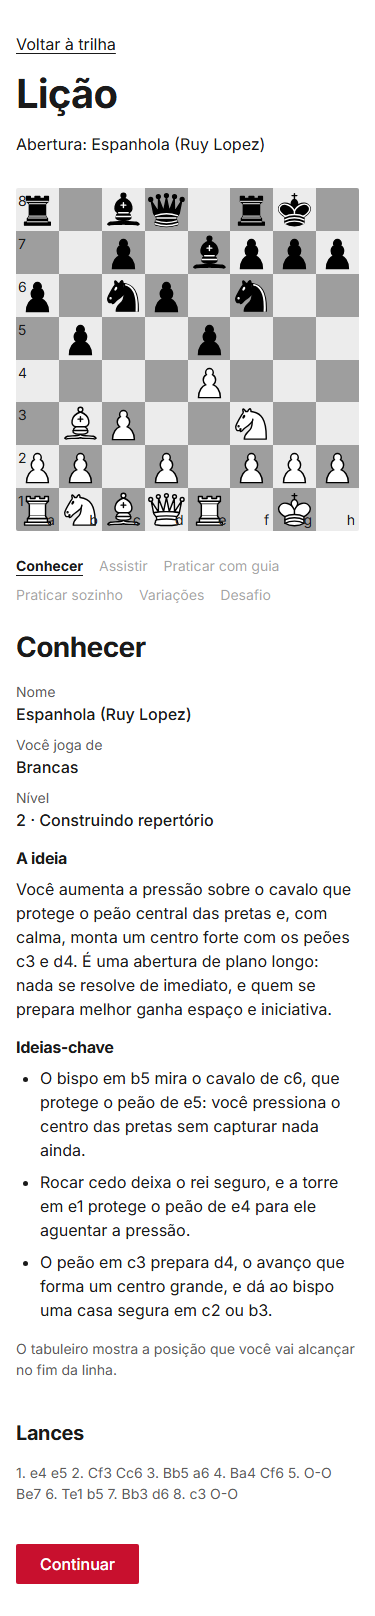 Voltar à trilha
Lição
Abertura: Espanhola (Ruy Lopez)
8
7
6
5
4
3
2
1
a b c d e f g h
Conhecer Assistir Praticar com guia
Praticar sozinho Variações Desafio
Conhecer
Nome
Espanhola (Ruy Lopez)
Você joga de
Brancas
Nível
2 · Construindo repertório
A ideia
Você aumenta a pressão sobre o cavalo que
protege o peão central das pretas e, com
calma, monta um centro forte com os peões
c3 e d4. É uma abertura de plano longo:
nada se resolve de imediato, e quem se
prepara melhor ganha espaço e iniciativa.
Ideias-chave
• O bispo em b5 mira o cavalo de c6, que
protege o peão de e5: você pressiona o
centro das pretas sem capturar nada
ainda.
• Rocar cedo deixa o rei seguro, e a torre
em e1 protege o peão de e4 para ele
aguentar a pressão.
• O peão em c3 prepara d4, o avanço que
forma um centro grande, e dá ao bispo
uma casa segura em c2 ou b3.
O tabuleiro mostra a posição que você vai alcançar
no fim da linha.
Lances
1. e4 e5 2. Cf3 Cc6 3. Bb5 a6 4. Ba4 Cf6 5. O-O
Be7 6. Te1 b5 7. Bb3 d6 8. c3 O-O
Continuar